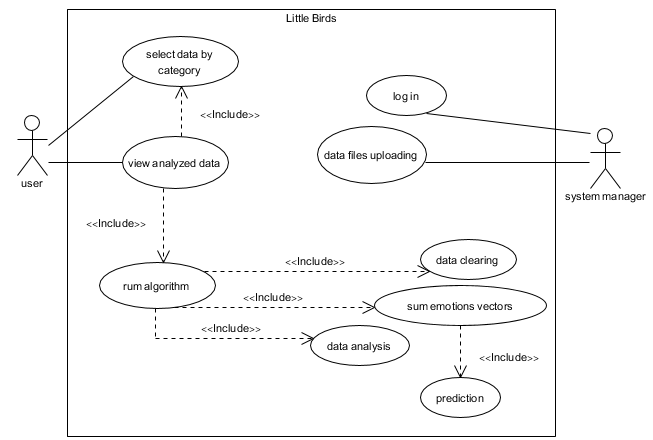 Little Birds
select data by
category
log in
<<Include>>
data files uploading
view analyzed data
user
system manager
<<Include>>
data clearing
<<Include>>
rum algorithm
<<Include>>
sum emotions vectors
<<Include>>
data analysis
<<Include>>
prediction